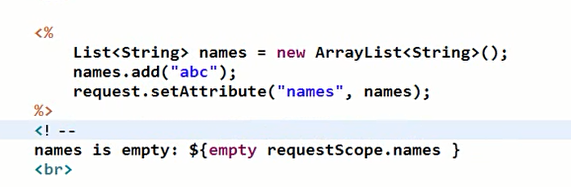 <%
List<String> names = new ArrayList<String>();
names.add("abc");
request.setAttribute("names", names);
%>
<! --
names is empty: ${empty requestScope.names }
<br>